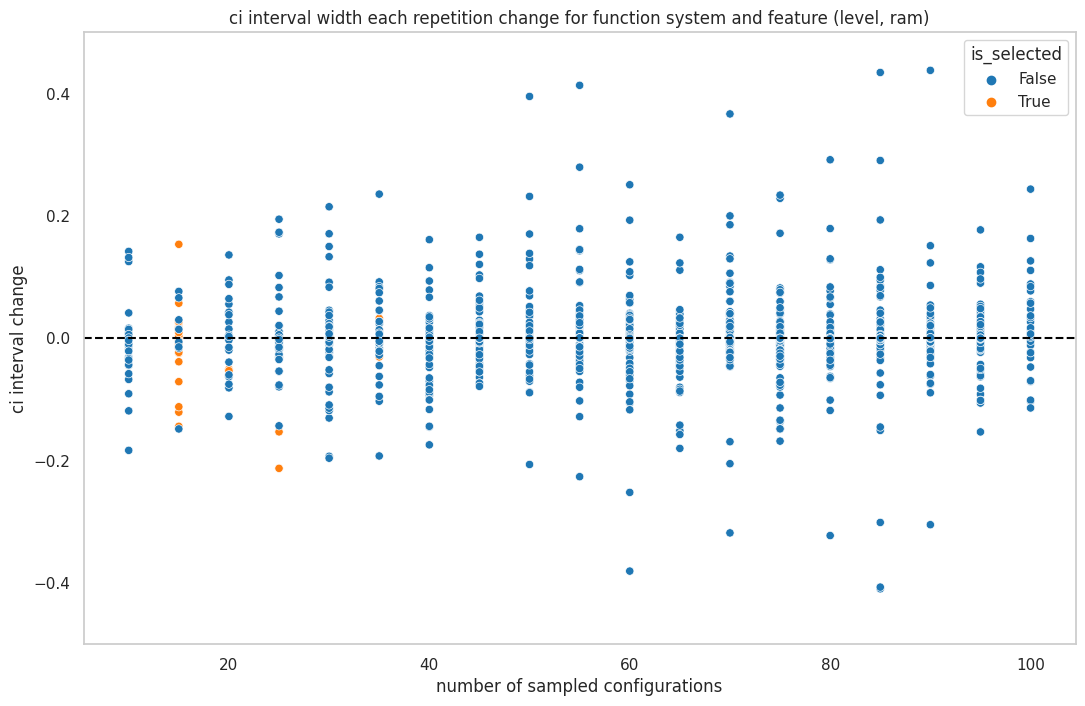 ci interval width each repetition change for function system and feature (level, ram)
is_selected
False
True
0.4
0.2
0.0
−0.2
−0.4
ci interval change
20
40
60
80
100
number of sampled configurations